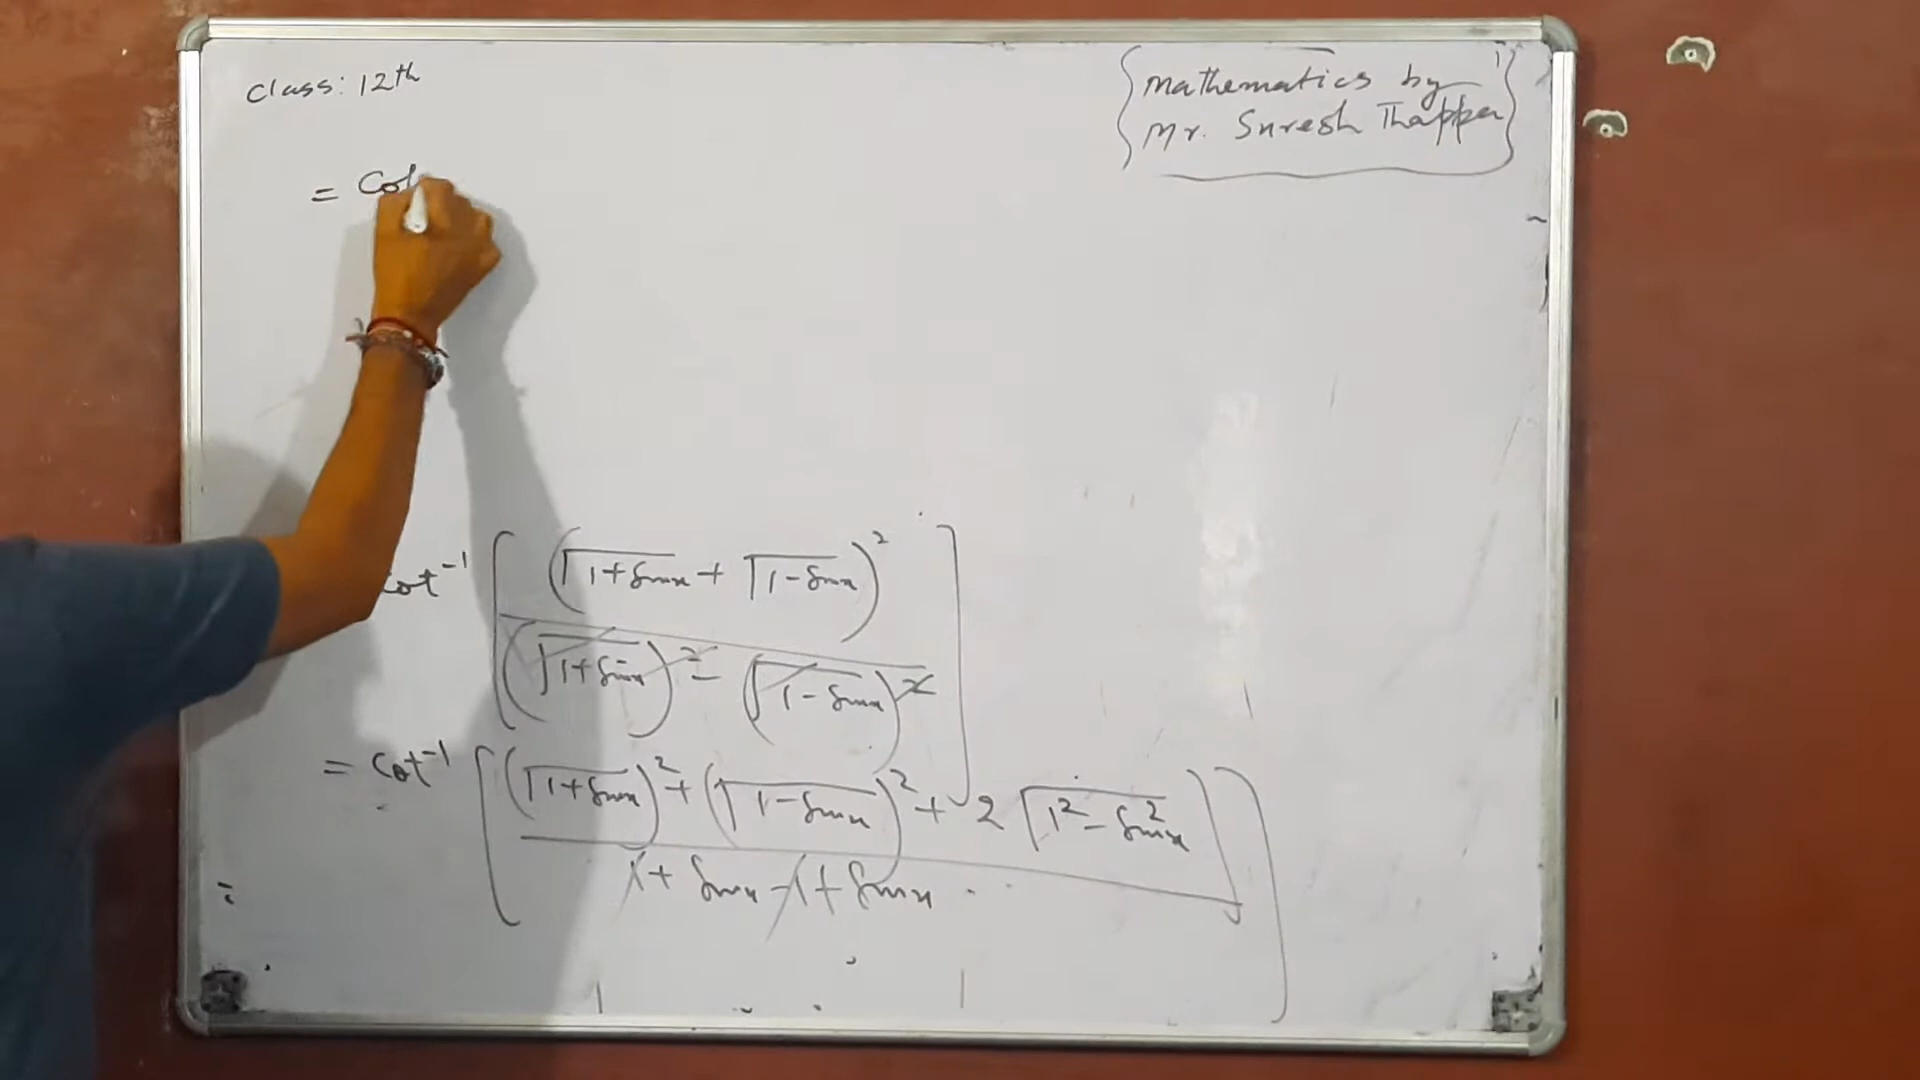 class: 12th
Mathematics by
Mr. Suresh Thapper
= Cot
cot⁻¹ [ (√1+sinx + √1-sinx)² / (√1+sinx)² - (√1-sinx)² ]
= Cot⁻¹ [ (√1+sinx)² + (√1-sinx)² + 2 √1²-sin²x / 1+ sinx -1+ sinx ]